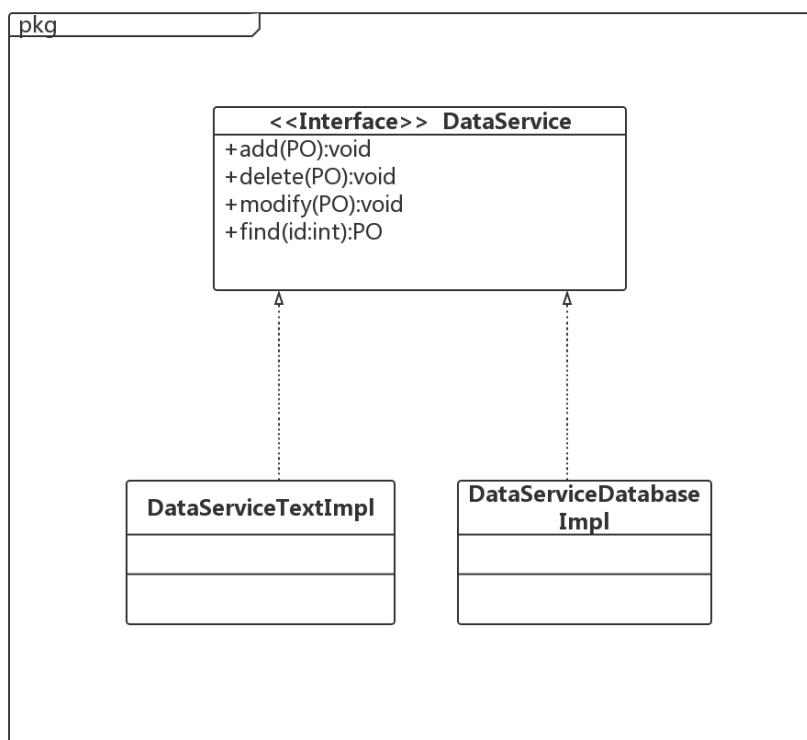 pkg
<<Interface>> DataService
+add(PO):void
+delete(PO):void
+modify(PO):void
+find(id:int):PO
DataServiceTextImpl
DataServiceDatabase
Impl